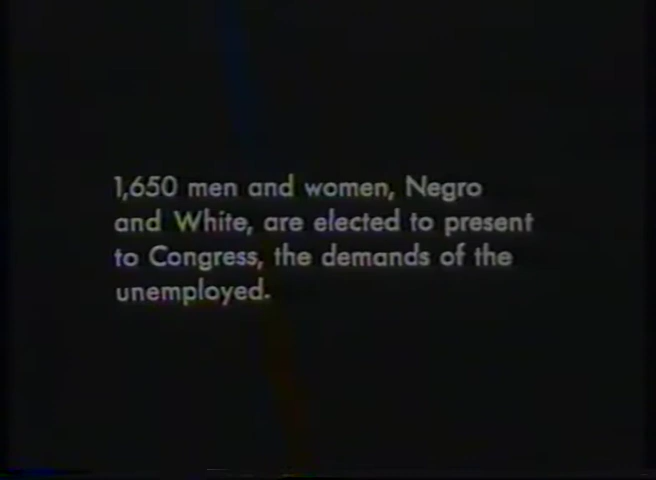 1,650 men and women, Negro
and White, are elected to present
to Congress, the demands of the
unemployed.